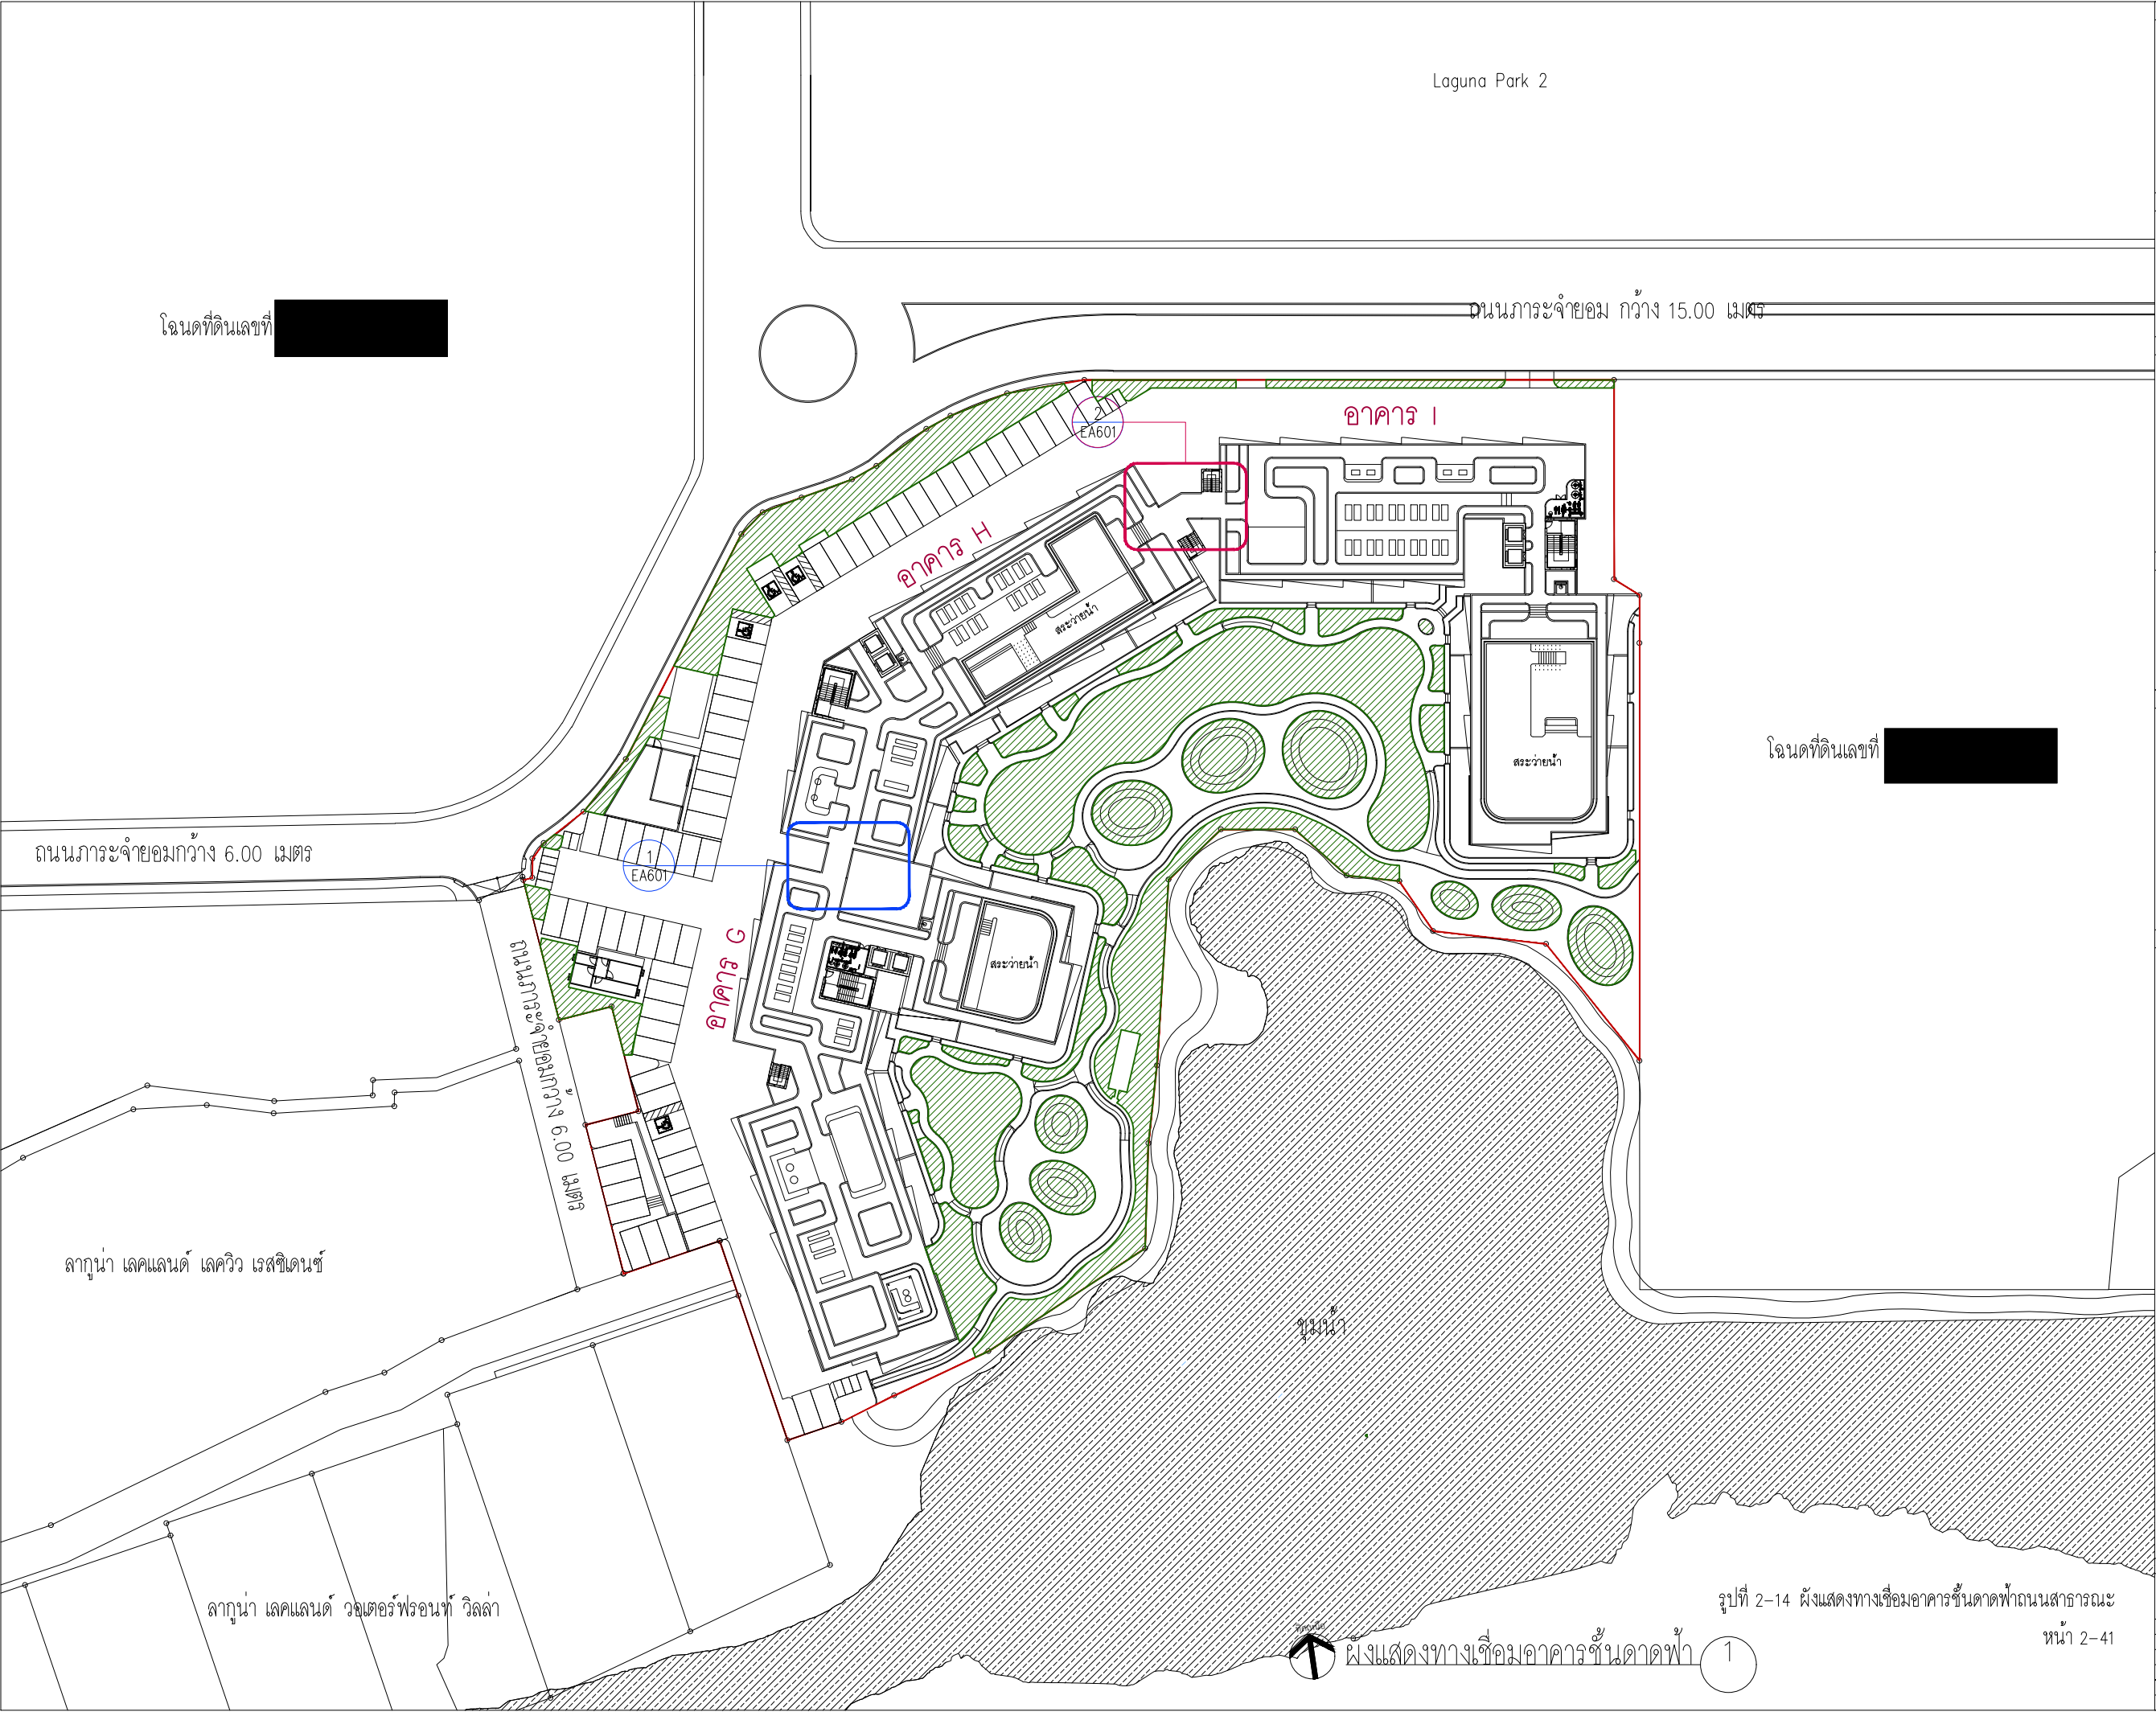 Laguna Park 2
โฉนดที่ดินเลขที่
ถนนภาระจำยอม กว้าง 15.00 เมตร
อาคาร I
2
EA601
อาคาร H
สระว่ายน้ำ
โฉนดที่ดินเลขที่
สระว่ายน้ำ
ถนนภาระจำยอมกว้าง 6.00 เมตร
1
EA601
อาคาร G
สระว่ายน้ำ
ถนนภาระจำยอมกว้าง 6.00 เมตร
ลากูน่า เลคแลนด์ เลควิว เรสซิเดนซ์
ขุมน้ำ
ลากูน่า เลคแลนด์ วอเตอร์ฟรอนท์ วิลล่า
รูปที่ 2-14 ผังแสดงทางเชื่อมอาคารชั้นดาดฟ้าถนนสาธารณะ
หน้า 2-41
ผังแสดงทางเชื่อมอาคารชั้นดาดฟ้า 1